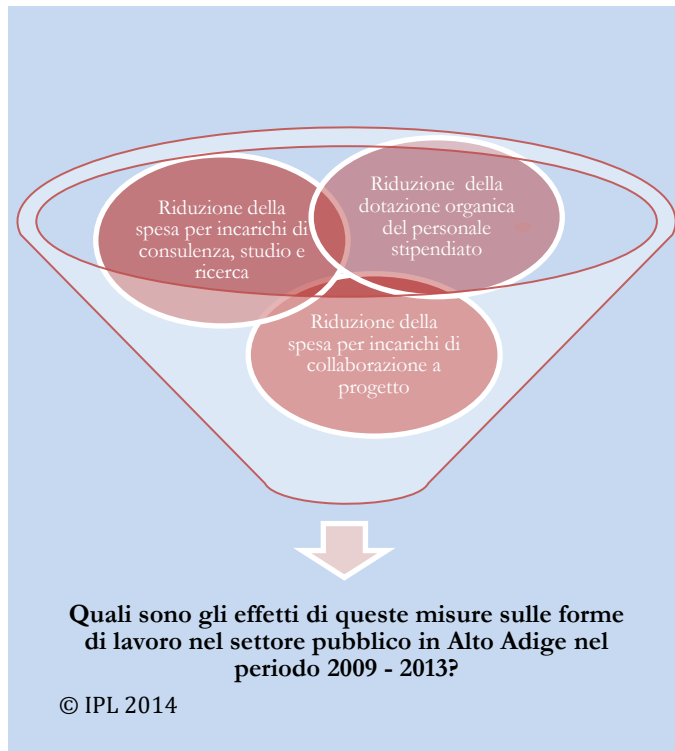 Riduzione della
spesa per incarichi di
consulenza, studio e
ricerca
Riduzione della
dotazione organica
del personale
stipendiato
Riduzione della
spesa per incarichi di
collaborazione a
progetto
Quali sono gli effetti di queste misure sulle forme
di lavoro nel settore pubblico in Alto Adige nel
periodo 2009 - 2013?
© IPL 2014